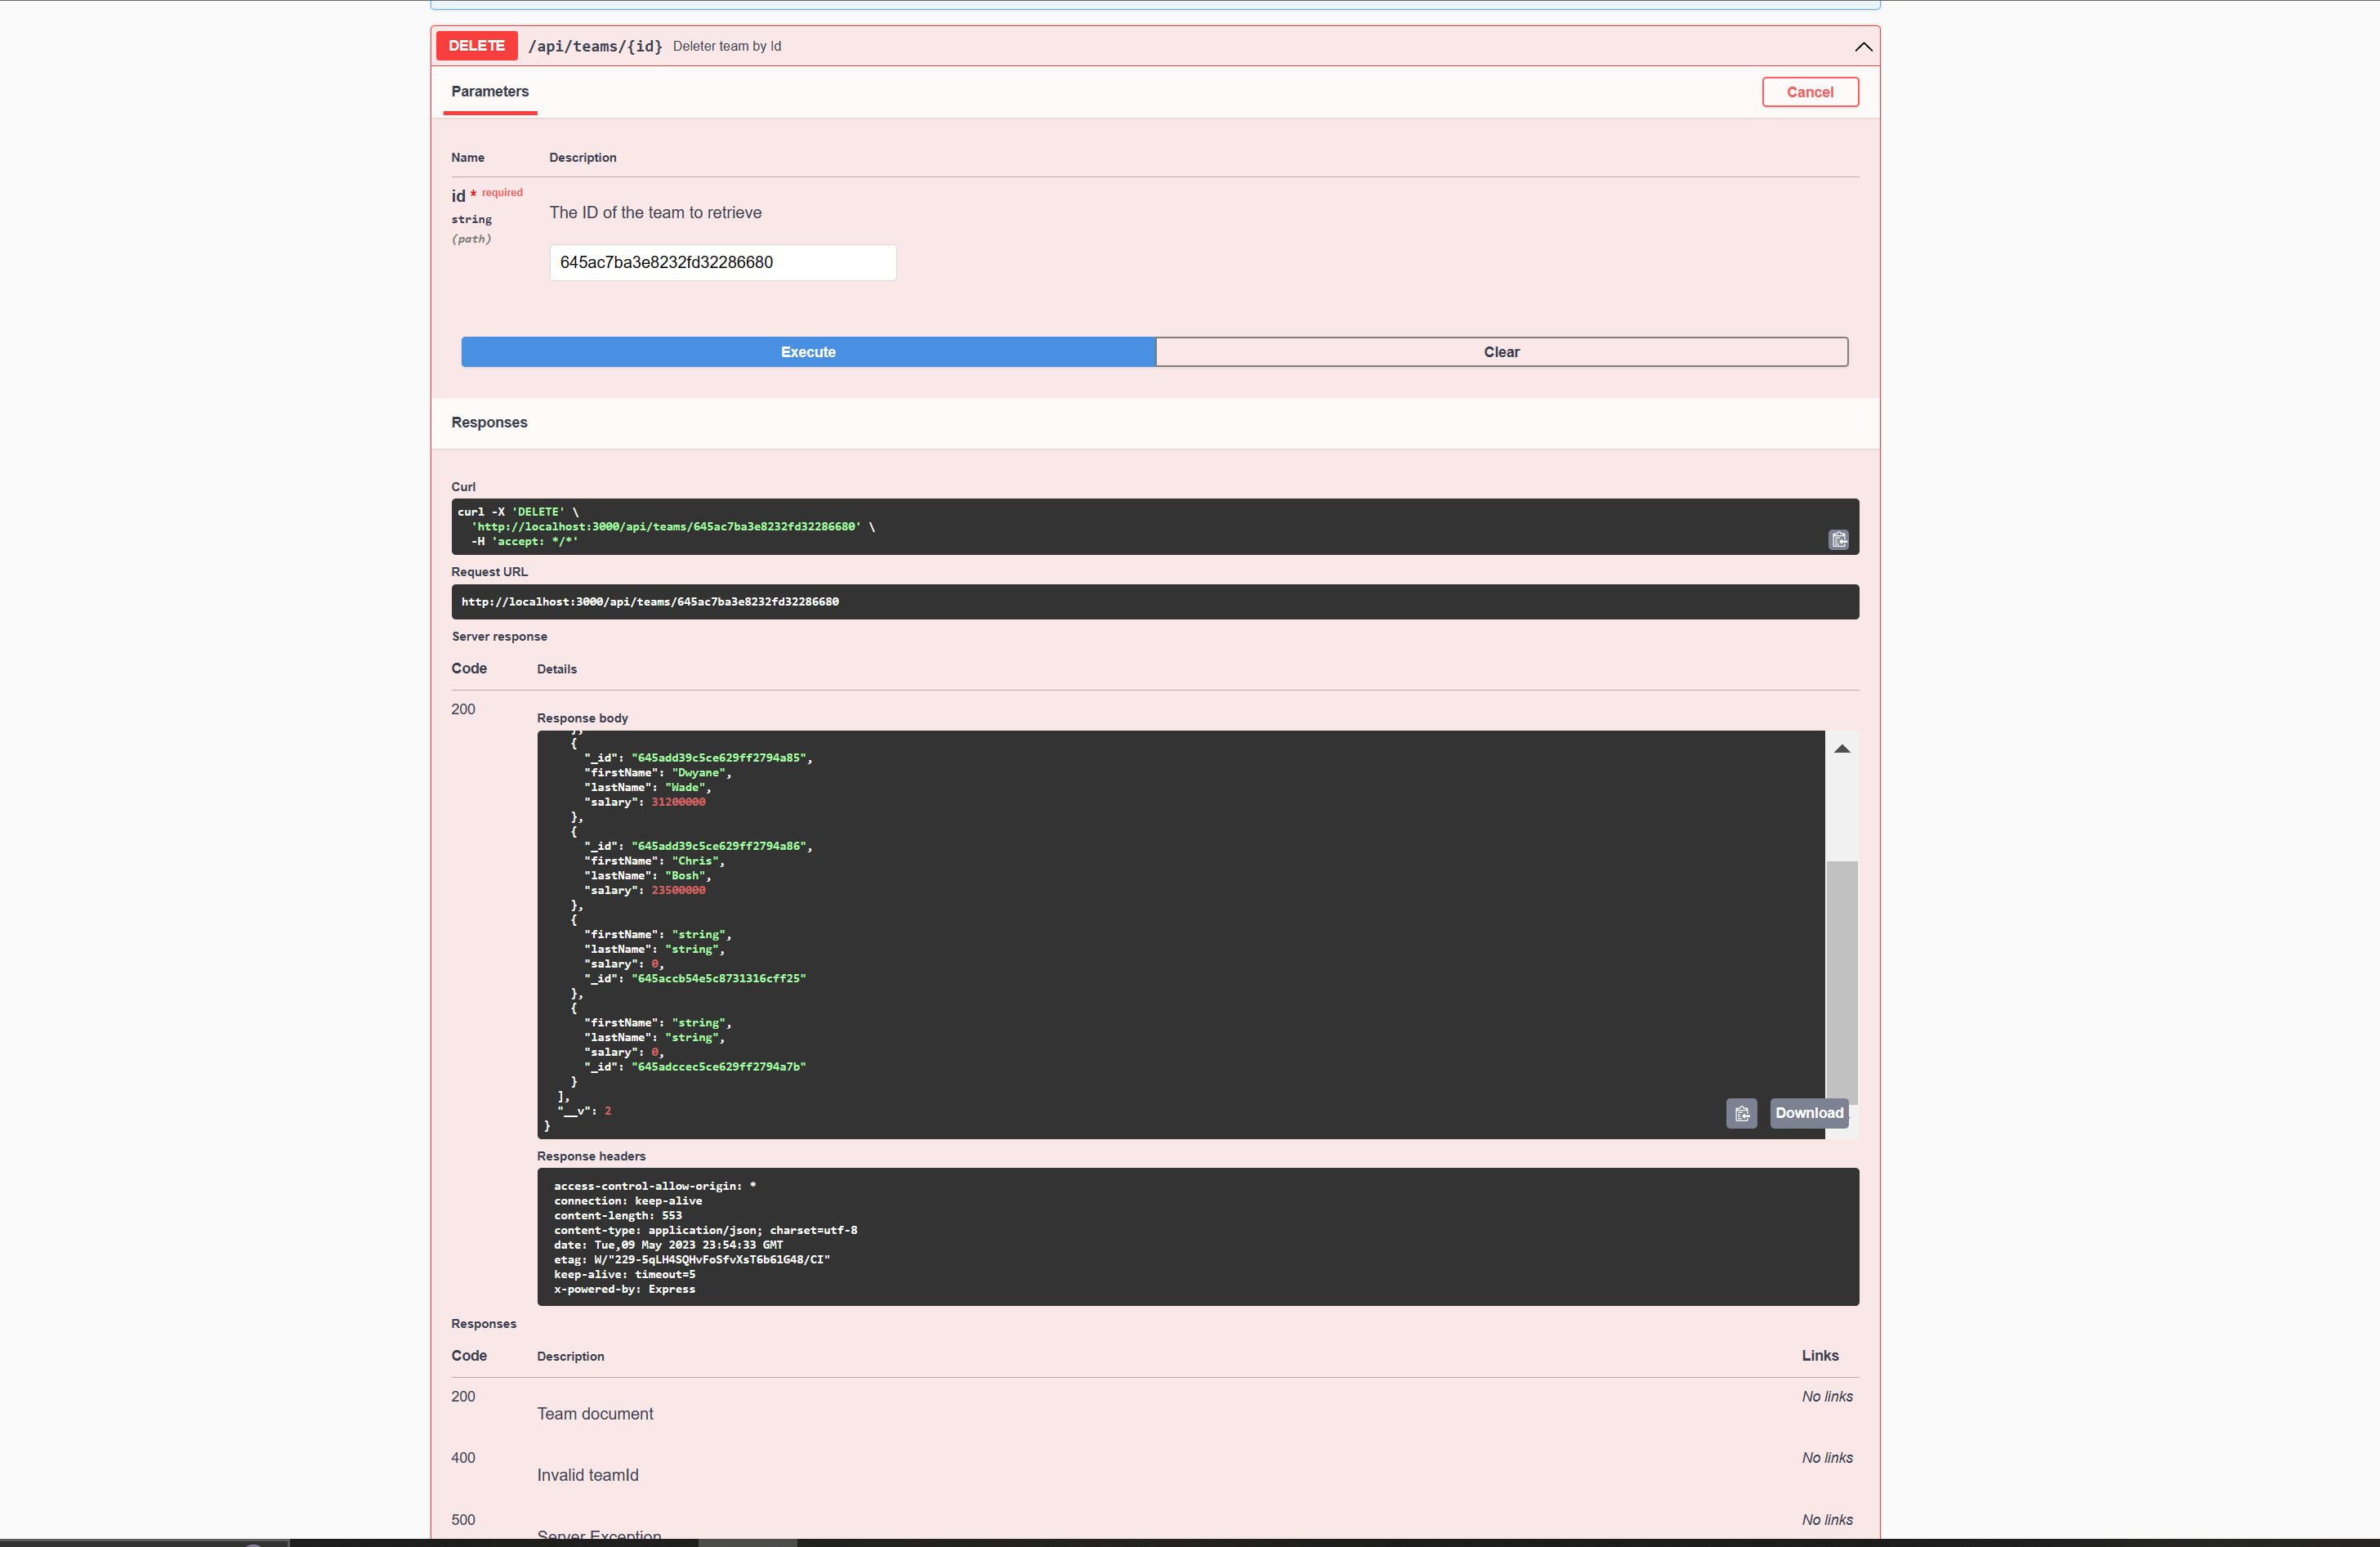 DELETE /api/teams/{id} Deleter team by Id
Parameters
Cancel
Name Description
id * required
string
(path)
The ID of the team to retrieve
645ac7ba3e8232fd32286680
Execute Clear
Responses
Curl
curl -X 'DELETE' \
'http://localhost:3000/api/teams/645ac7ba3e8232fd32286680' \
-H 'accept: */*'
Request URL
http://localhost:3000/api/teams/645ac7ba3e8232fd32286680
Server response
Code Details
200
Response body
},
{
"_id": "645add39c5ce629ff2794a85",
"firstName": "Dwyane",
"lastName": "Wade",
"salary": 31200000
},
{
"_id": "645add39c5ce629ff2794a86",
"firstName": "Chris",
"lastName": "Bosh",
"salary": 23500000
},
{
"firstName": "string",
"lastName": "string",
"salary": 0,
"_id": "645accb54e5c8731316cff25"
},
{
"firstName": "string",
"lastName": "string",
"salary": 0,
"_id": "645adccec5ce629ff2794a7b"
}
],
"__v": 2
}
Download
Response headers
access-control-allow-origin: *
connection: keep-alive
content-length: 553
content-type: application/json; charset=utf-8
date: Tue,09 May 2023 23:54:33 GMT
etag: W/"229-5qLH4SQHvFoSfvXsT6b61G48/CI"
keep-alive: timeout=5
x-powered-by: Express
Responses
Code Description Links
200 No links
Team document
400 No links
Invalid teamId
500 No links
Server Exception